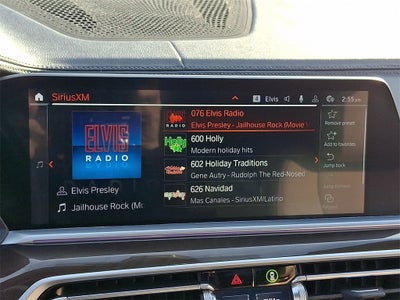 SiriusXM
4 Elvis
2:55 pm
ELVIS
RADIO
Elvis Presley
Jailhouse Rock (M
076 Elvis Radio
Elvis Presley - Jailhouse Rock (Movie
600 Holly
Modern holiday hits
602 Holiday Traditions
Gene Autry - Rudolph The Red-Nosed
626 Navidad
Mas Canales - SiriusXM/Latino
Remove preset
Add to favorites
Jump back